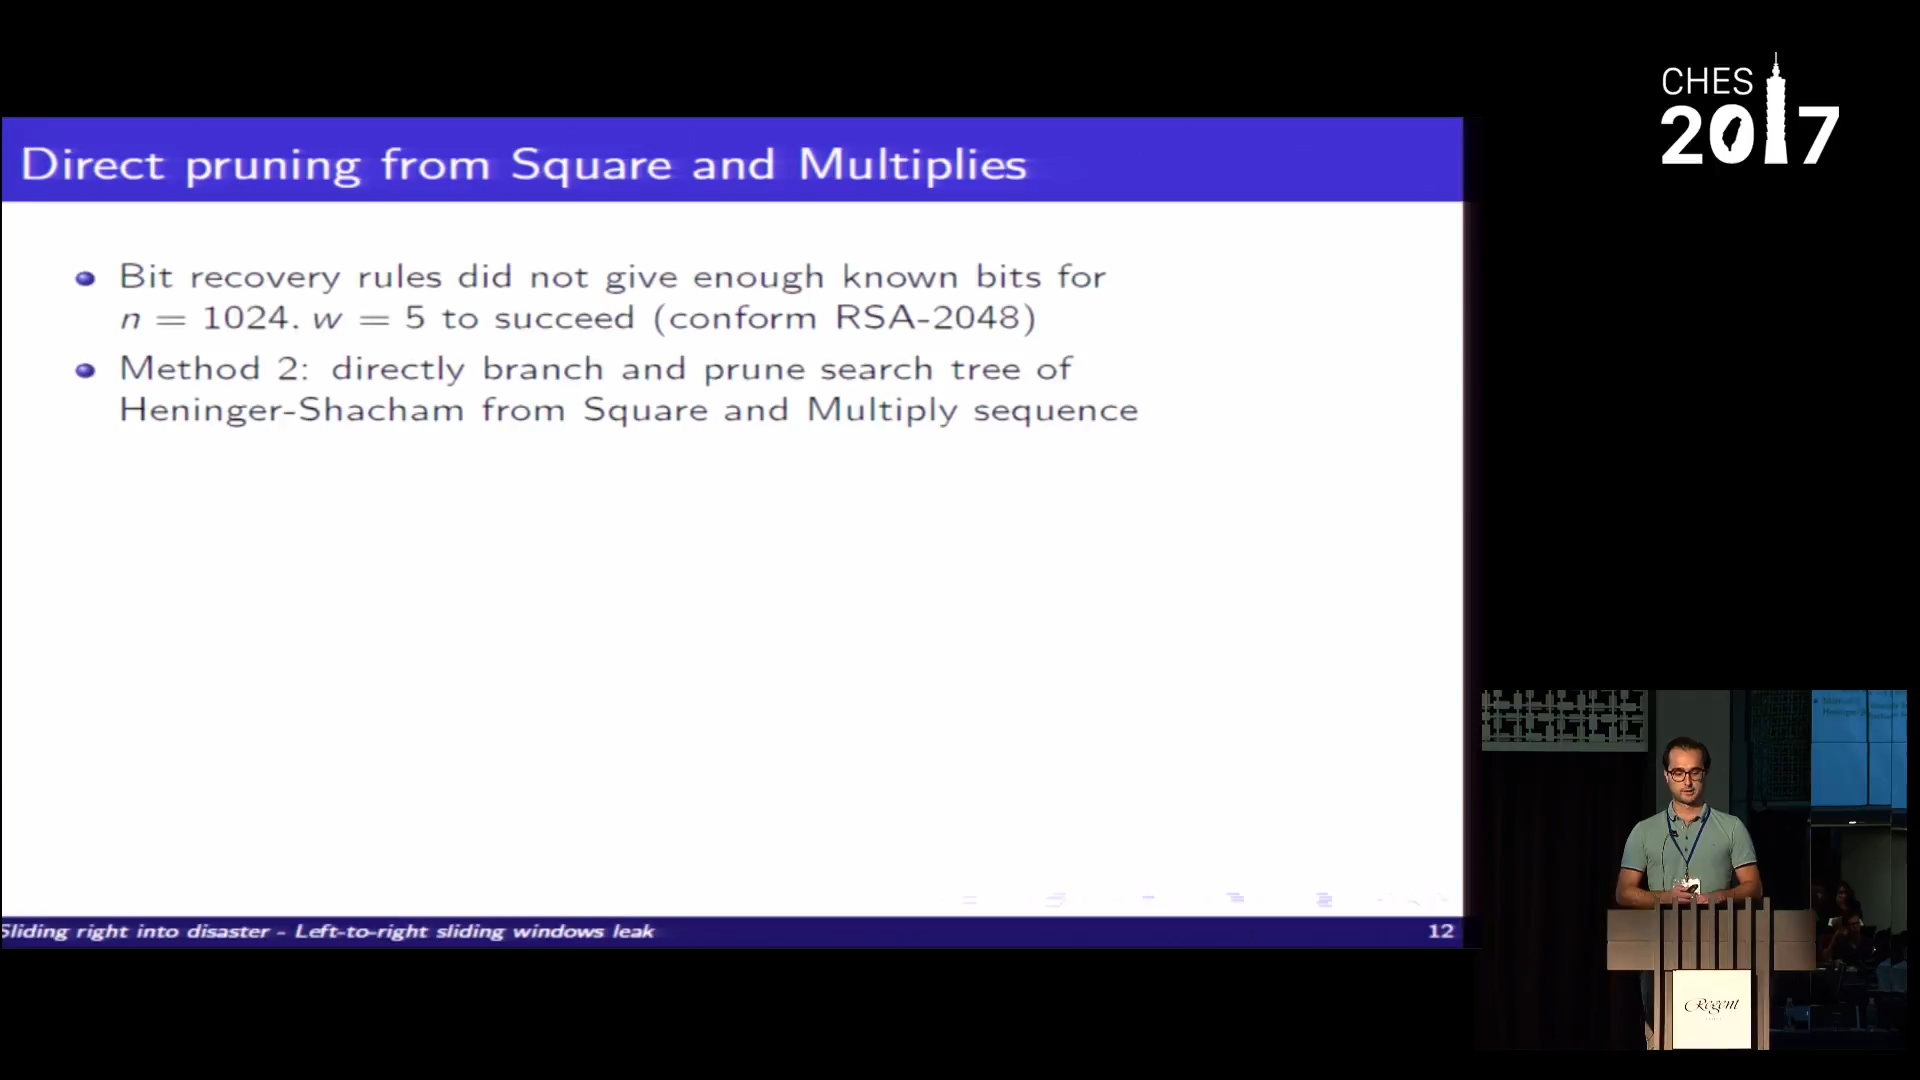 CHES
2017
Direct pruning from Square and Multiplies
Bit recovery rules did not give enough known bits for
n = 1024. w = 5 to succeed (conform RSA-2048)
Method 2: directly branch and prune search tree of
Heninger-Shacham from Square and Multiply sequence
Sliding right into disaster - Left-to-right sliding windows leak
12
Regent